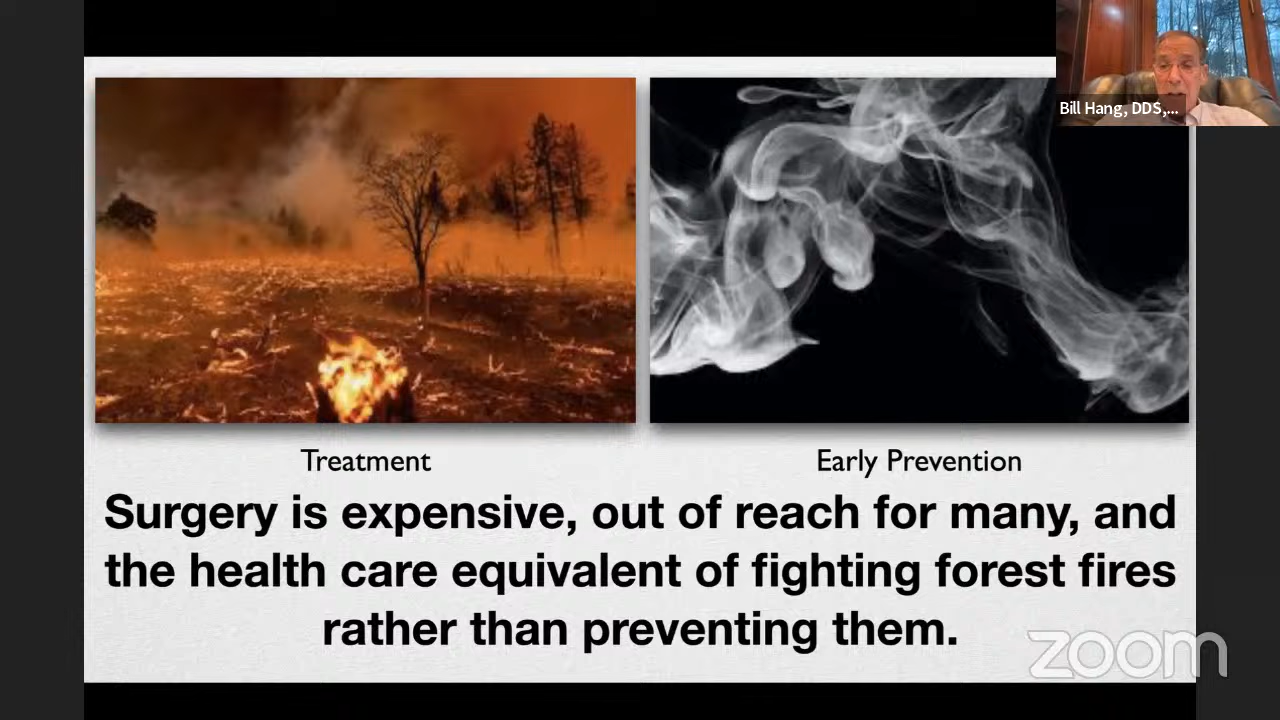 Bill Hang, DDS,...
Treatment
Early Prevention
Surgery is expensive, out of reach for many, and
the health care equivalent of fighting forest fires
rather than preventing them.
zoom